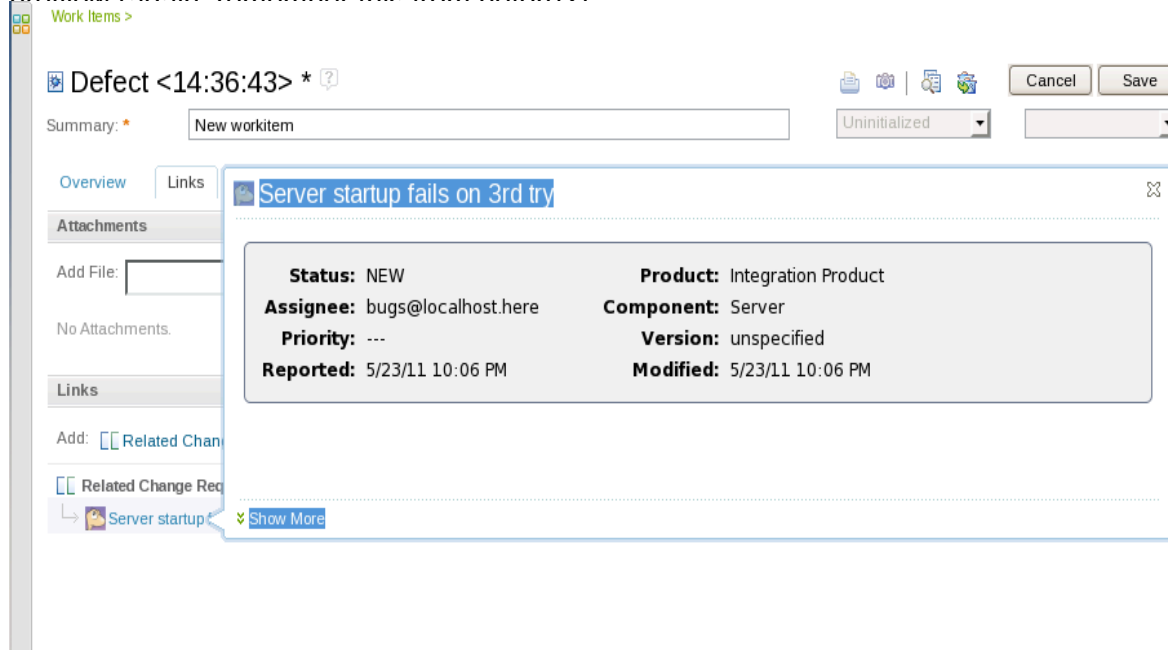 Work Items >
Defect <14:36:43> *
Cancel Save
Summary: * New workitem Uninitialized
Overview Links
Server startup fails on 3rd try
Attachments
Add File:
Status: NEW Product: Integration Product
Assignee: bugs@localhost.here Component: Server
No Attachments.
Priority: --- Version: unspecified
Reported: 5/23/11 10:06 PM Modified: 5/23/11 10:06 PM
Links
Add: Related Chan
Related Change Req
Server startup
Show More